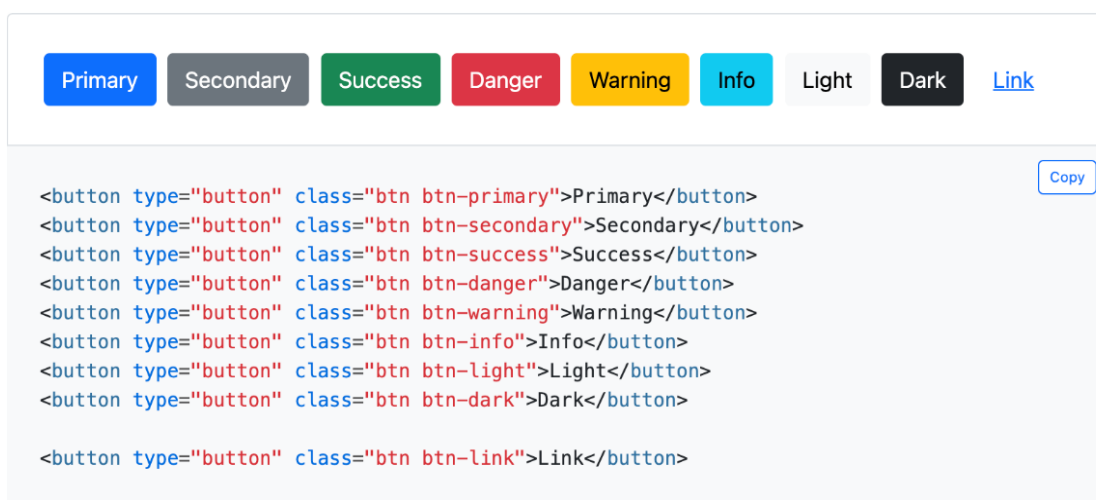 Primary Secondary Success Danger Warning Info Light Dark Link
Copy
<button type="button" class="btn btn-primary">Primary</button>
<button type="button" class="btn btn-secondary">Secondary</button>
<button type="button" class="btn btn-success">Success</button>
<button type="button" class="btn btn-danger">Danger</button>
<button type="button" class="btn btn-warning">Warning</button>
<button type="button" class="btn btn-info">Info</button>
<button type="button" class="btn btn-light">Light</button>
<button type="button" class="btn btn-dark">Dark</button>
<button type="button" class="btn btn-link">Link</button>